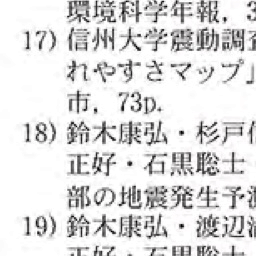 環境科学年報，3
17) 信州大学震動調査
れやすさマップ」
市，73p.
18) 鈴木康弘・杉戸信
正好・石黒聡士・
部の地震発生予測
19) 鈴木康弘・渡辺満
正好・石黒聡士